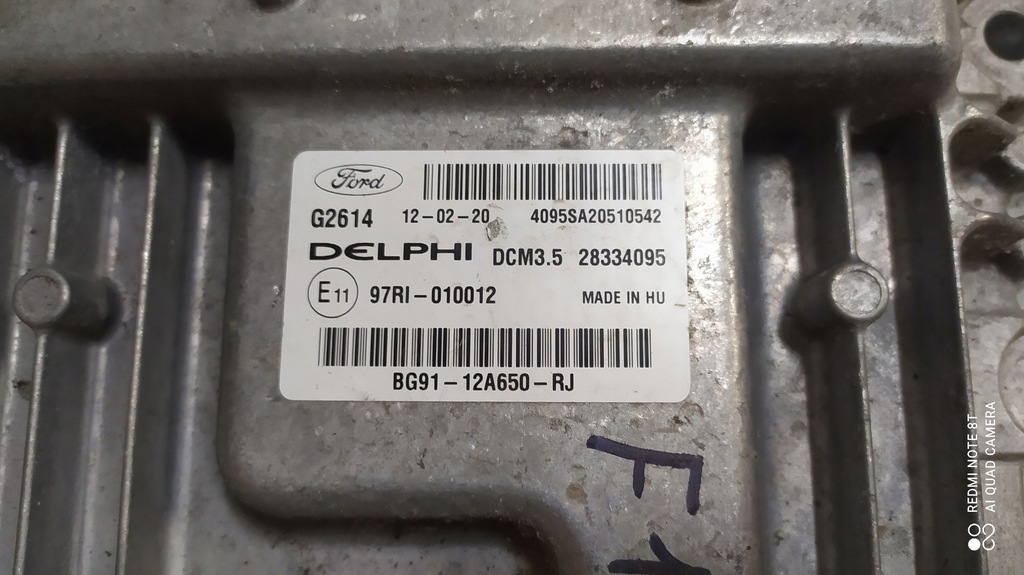 Ford
G2614 12-02-20 4095SA20510542
DELPHI DCM3.5 28334095
E11 97RI-010012 MADE IN HU
BG91-12A650-RJ
F 1
REDMI NOTE 8T
AI QUAD CAMERA